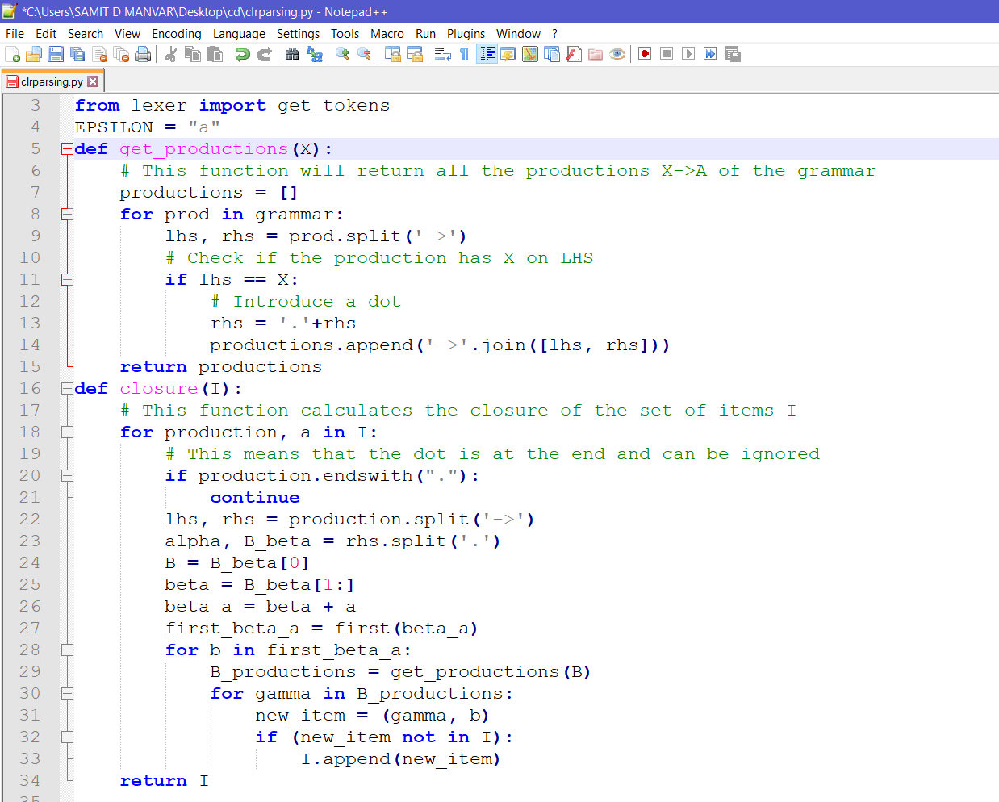 *C:\Users\SAMIT D MANVAR\Desktop\cd\clrparsing.py - Notepad++
File Edit Search View Encoding Language Settings Tools Macro Run Plugins Window ?
clrparsing.py
3 from lexer import get_tokens
4 EPSILON = "a"
5 def get_productions(X):
6     # This function will return all the productions X->A of the grammar
7     productions = []
8     for prod in grammar:
9         lhs, rhs = prod.split('->')
10         # Check if the production has X on LHS
11         if lhs == X:
12             # Introduce a dot
13             rhs = '.'+rhs
14             productions.append('->'.join([lhs, rhs]))
15     return productions
16 def closure(I):
17     # This function calculates the closure of the set of items I
18     for production, a in I:
19         # This means that the dot is at the end and can be ignored
20         if production.endswith("."):
21             continue
22         lhs, rhs = production.split('->')
23         alpha, B_beta = rhs.split('.')
24         B = B_beta[0]
25         beta = B_beta[1:]
26         beta_a = beta + a
27         first_beta_a = first(beta_a)
28         for b in first_beta_a:
29             B_productions = get_productions(B)
30             for gamma in B_productions:
31                 new_item = (gamma, b)
32                 if (new_item not in I):
33                     I.append(new_item)
34     return I
35